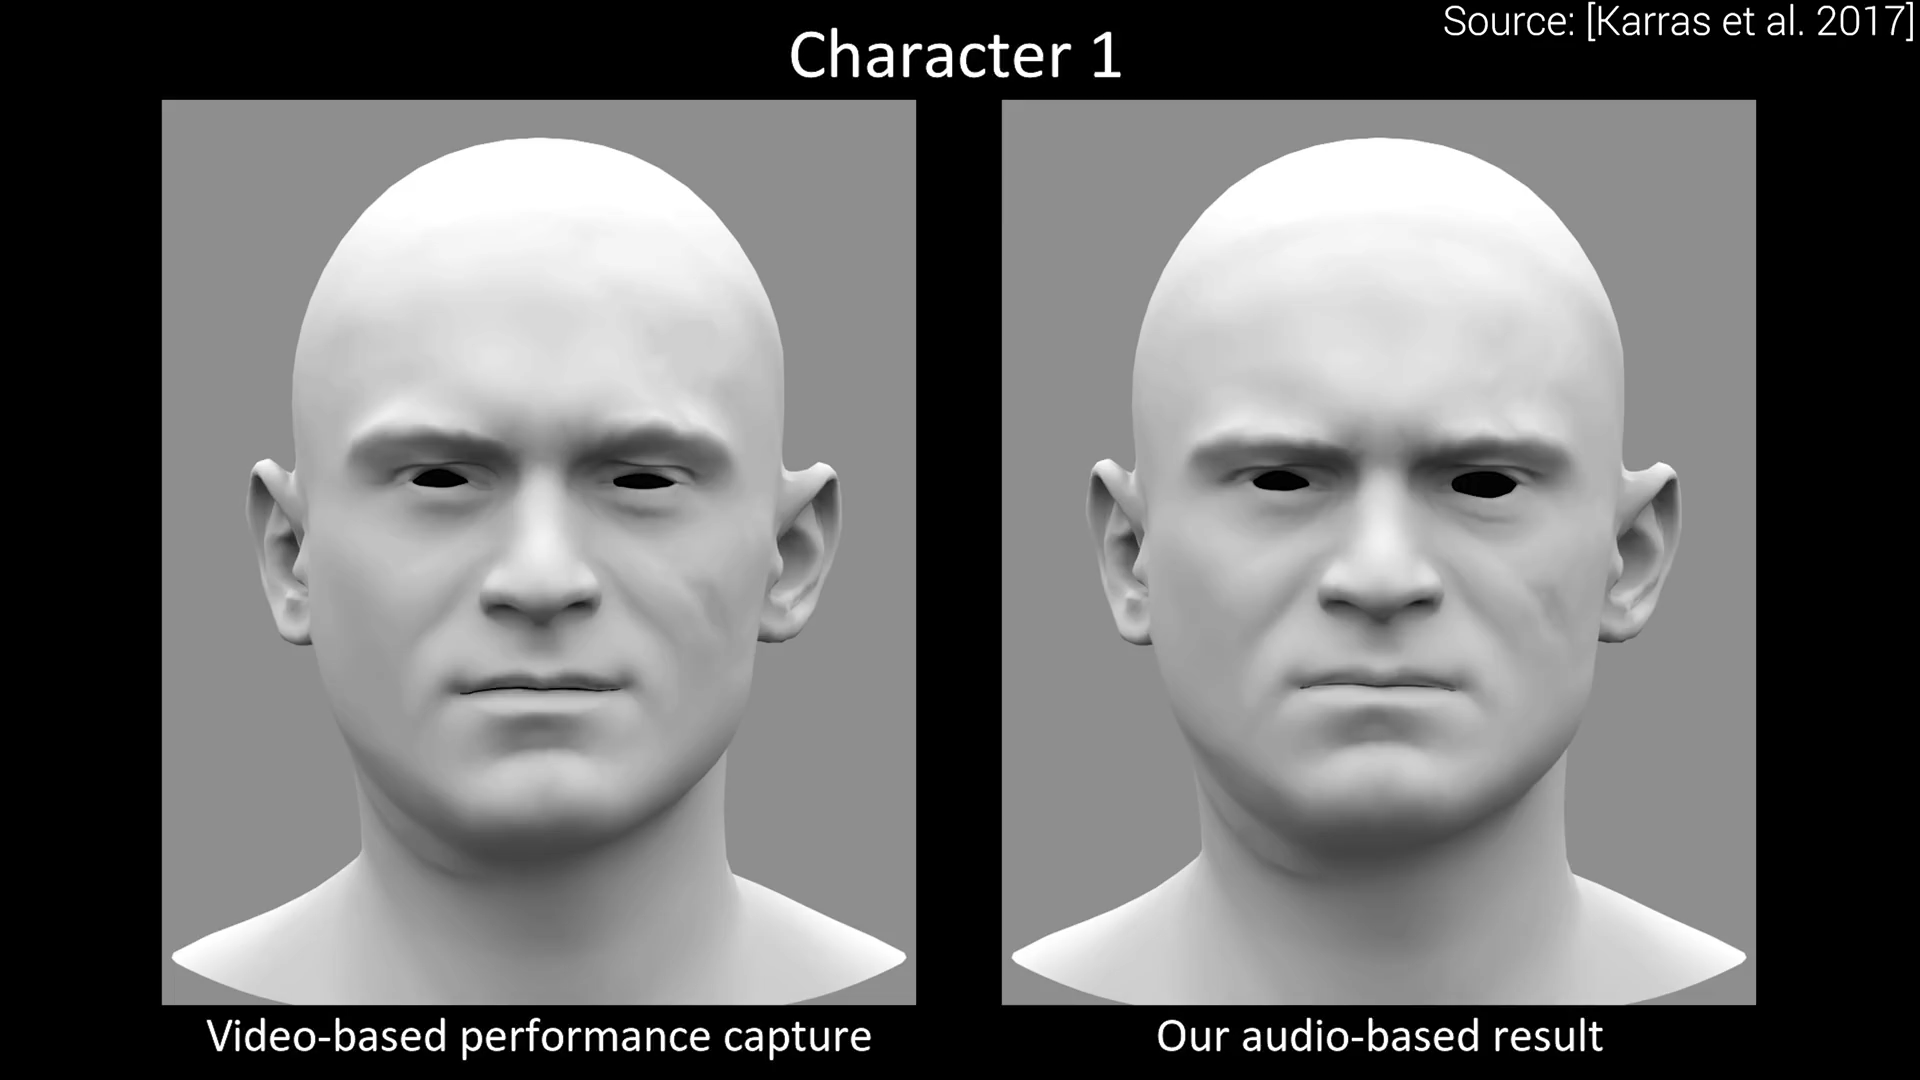 Source: [Karras et al. 2017]
Character 1
Video-based performance capture
Our audio-based result